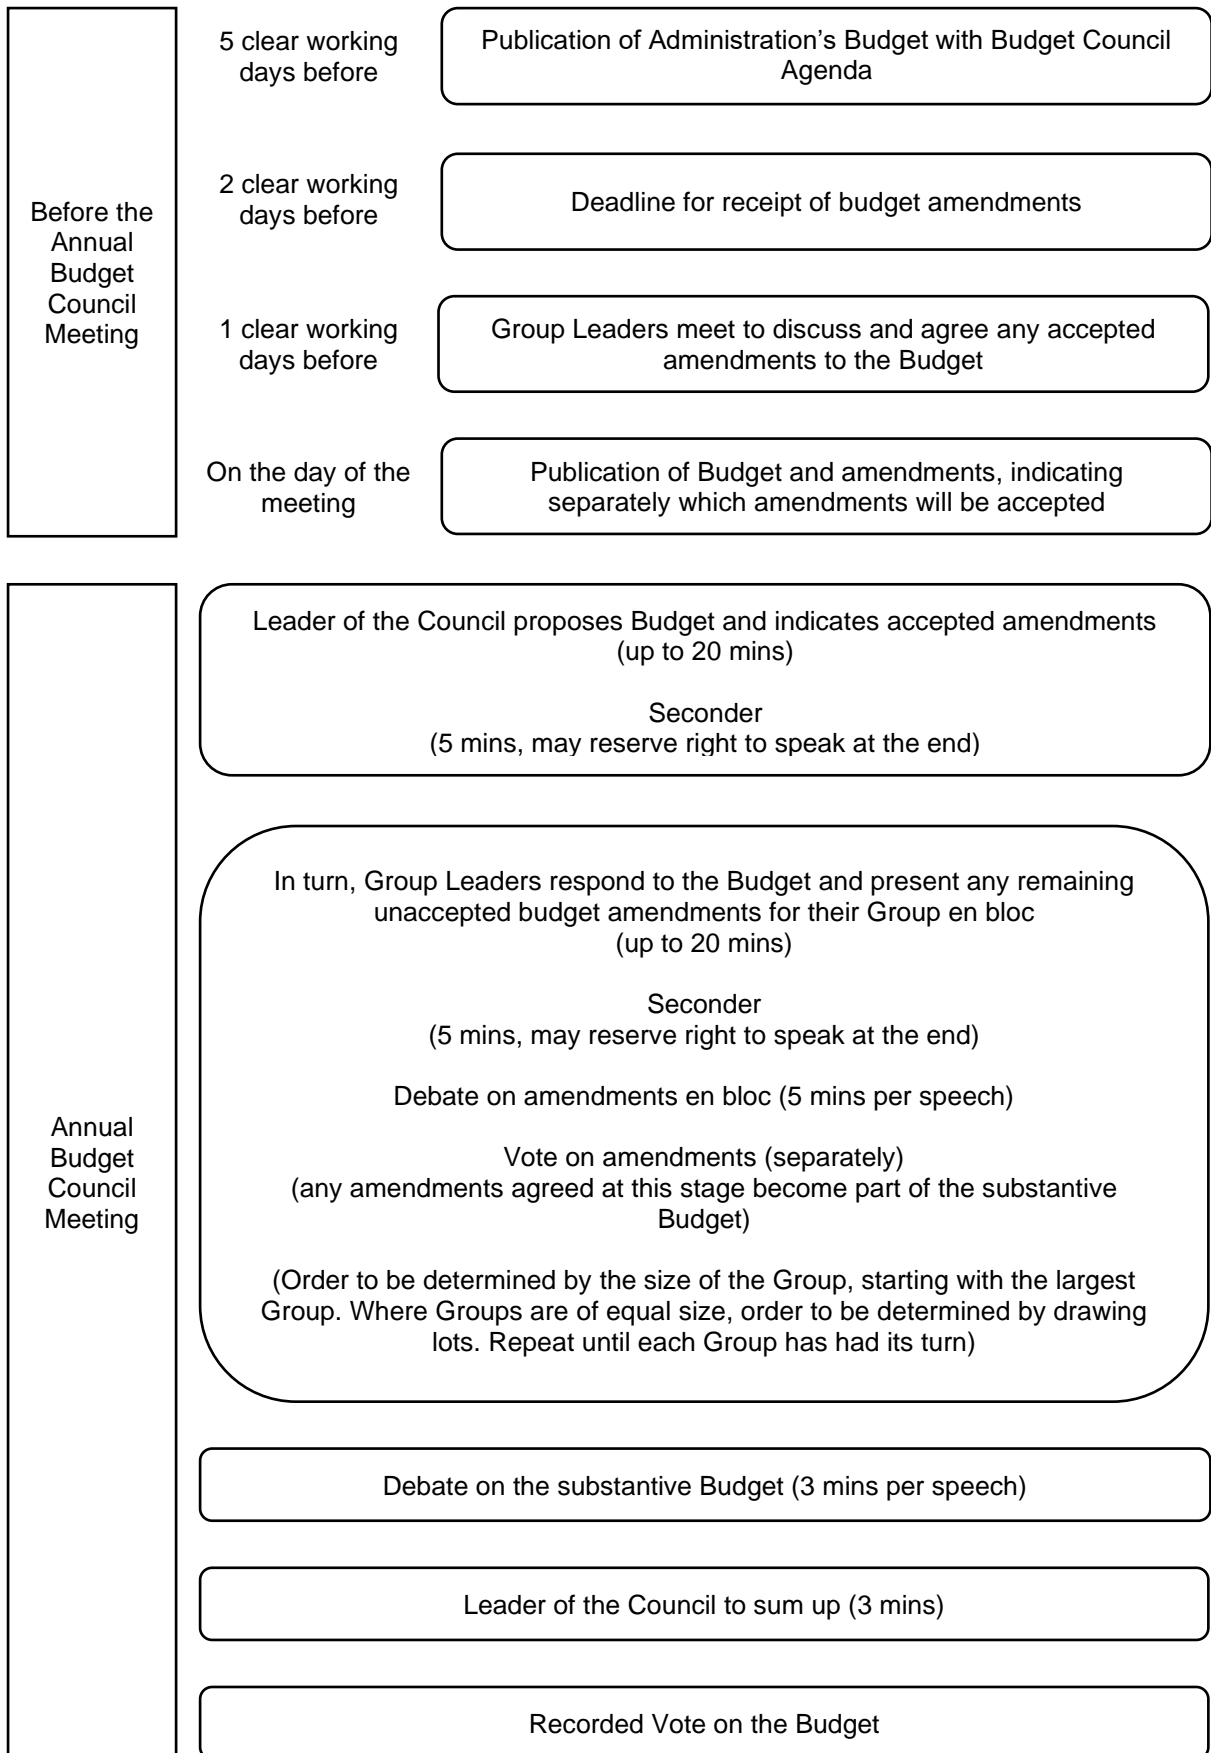 Before the
Annual
Budget
Council
Meeting
5 clear working
days before
Publication of Administration’s Budget with Budget Council
Agenda
2 clear working
days before
Deadline for receipt of budget amendments
1 clear working
days before
Group Leaders meet to discuss and agree any accepted
amendments to the Budget
On the day of the
meeting
Publication of Budget and amendments, indicating
separately which amendments will be accepted
Annual
Budget
Council
Meeting
Leader of the Council proposes Budget and indicates accepted amendments
(up to 20 mins)
Seconder
(5 mins, may reserve right to speak at the end)
In turn, Group Leaders respond to the Budget and present any remaining
unaccepted budget amendments for their Group en bloc
(up to 20 mins)
Seconder
(5 mins, may reserve right to speak at the end)
Debate on amendments en bloc (5 mins per speech)
Vote on amendments (separately)
(any amendments agreed at this stage become part of the substantive
Budget)
(Order to be determined by the size of the Group, starting with the largest
Group. Where Groups are of equal size, order to be determined by drawing
lots. Repeat until each Group has had its turn)
Debate on the substantive Budget (3 mins per speech)
Leader of the Council to sum up (3 mins)
Recorded Vote on the Budget